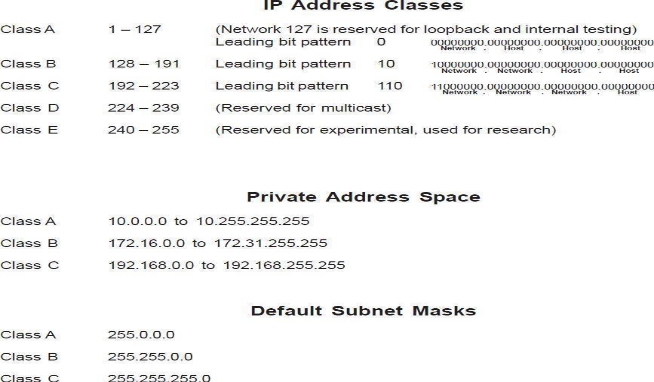 IP Address Classes
Class A 1 – 127 (Network 127 is reserved for loopback and internal testing)
Leading bit pattern 0 00000000.00000000.00000000.00000000
Network . Host . Host . Host
Class B 128 – 191 Leading bit pattern 10 10000000.00000000.00000000.00000000
Network . Network . Host . Host
Class C 192 – 223 Leading bit pattern 110 11000000.00000000.00000000.00000000
Network . Network . Network . Host
Class D 224 – 239 (Reserved for multicast)
Class E 240 – 255 (Reserved for experimental, used for research)
Private Address Space
Class A 10.0.0.0 to 10.255.255.255
Class B 172.16.0.0 to 172.31.255.255
Class C 192.168.0.0 to 192.168.255.255
Default Subnet Masks
Class A 255.0.0.0
Class B 255.255.0.0
Class C 255.255.255.0